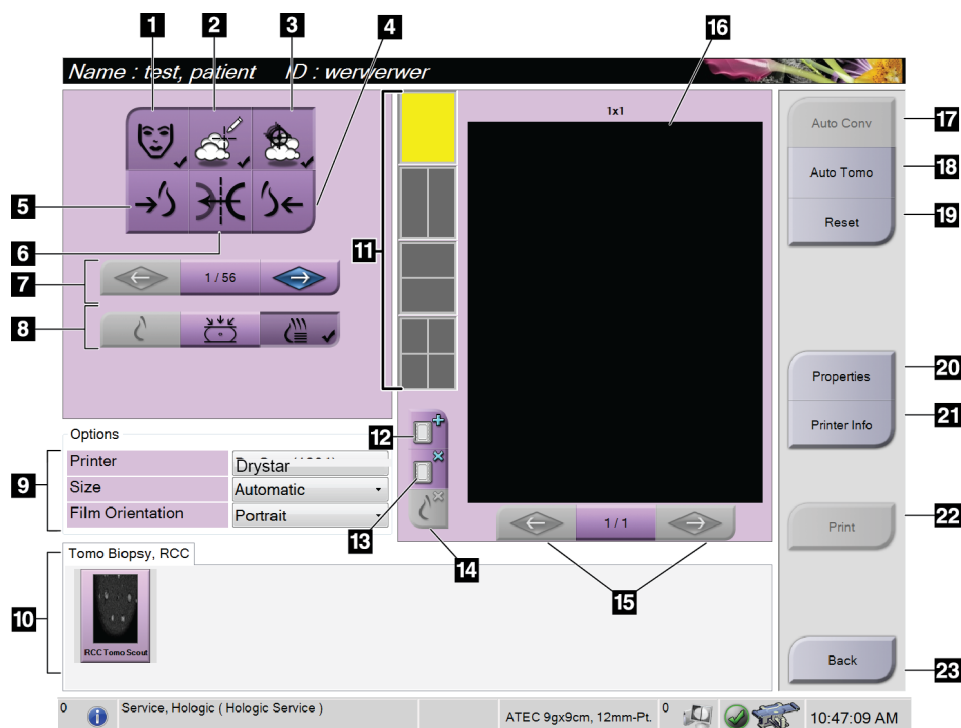 1
2
3
4
16
Name : test, patient ID : werwerwer
1x1
Auto Conv
17
Auto Tomo
18
Reset
19
5
6
11
7
1 / 56
8
Properties
20
Printer Info
21
12
Options
Printer
Drystar
Size
Automatic
Film Orientation
Portrait
9
13
14
1 / 1
15
Print
22
Tomo Biopsy, RCC
10
RCC Tomo Scout
Back
23
0
Service, Hologic ( Hologic Service )
ATEC 9gx9cm, 12mm-Pt.
0
10:47:09 AM